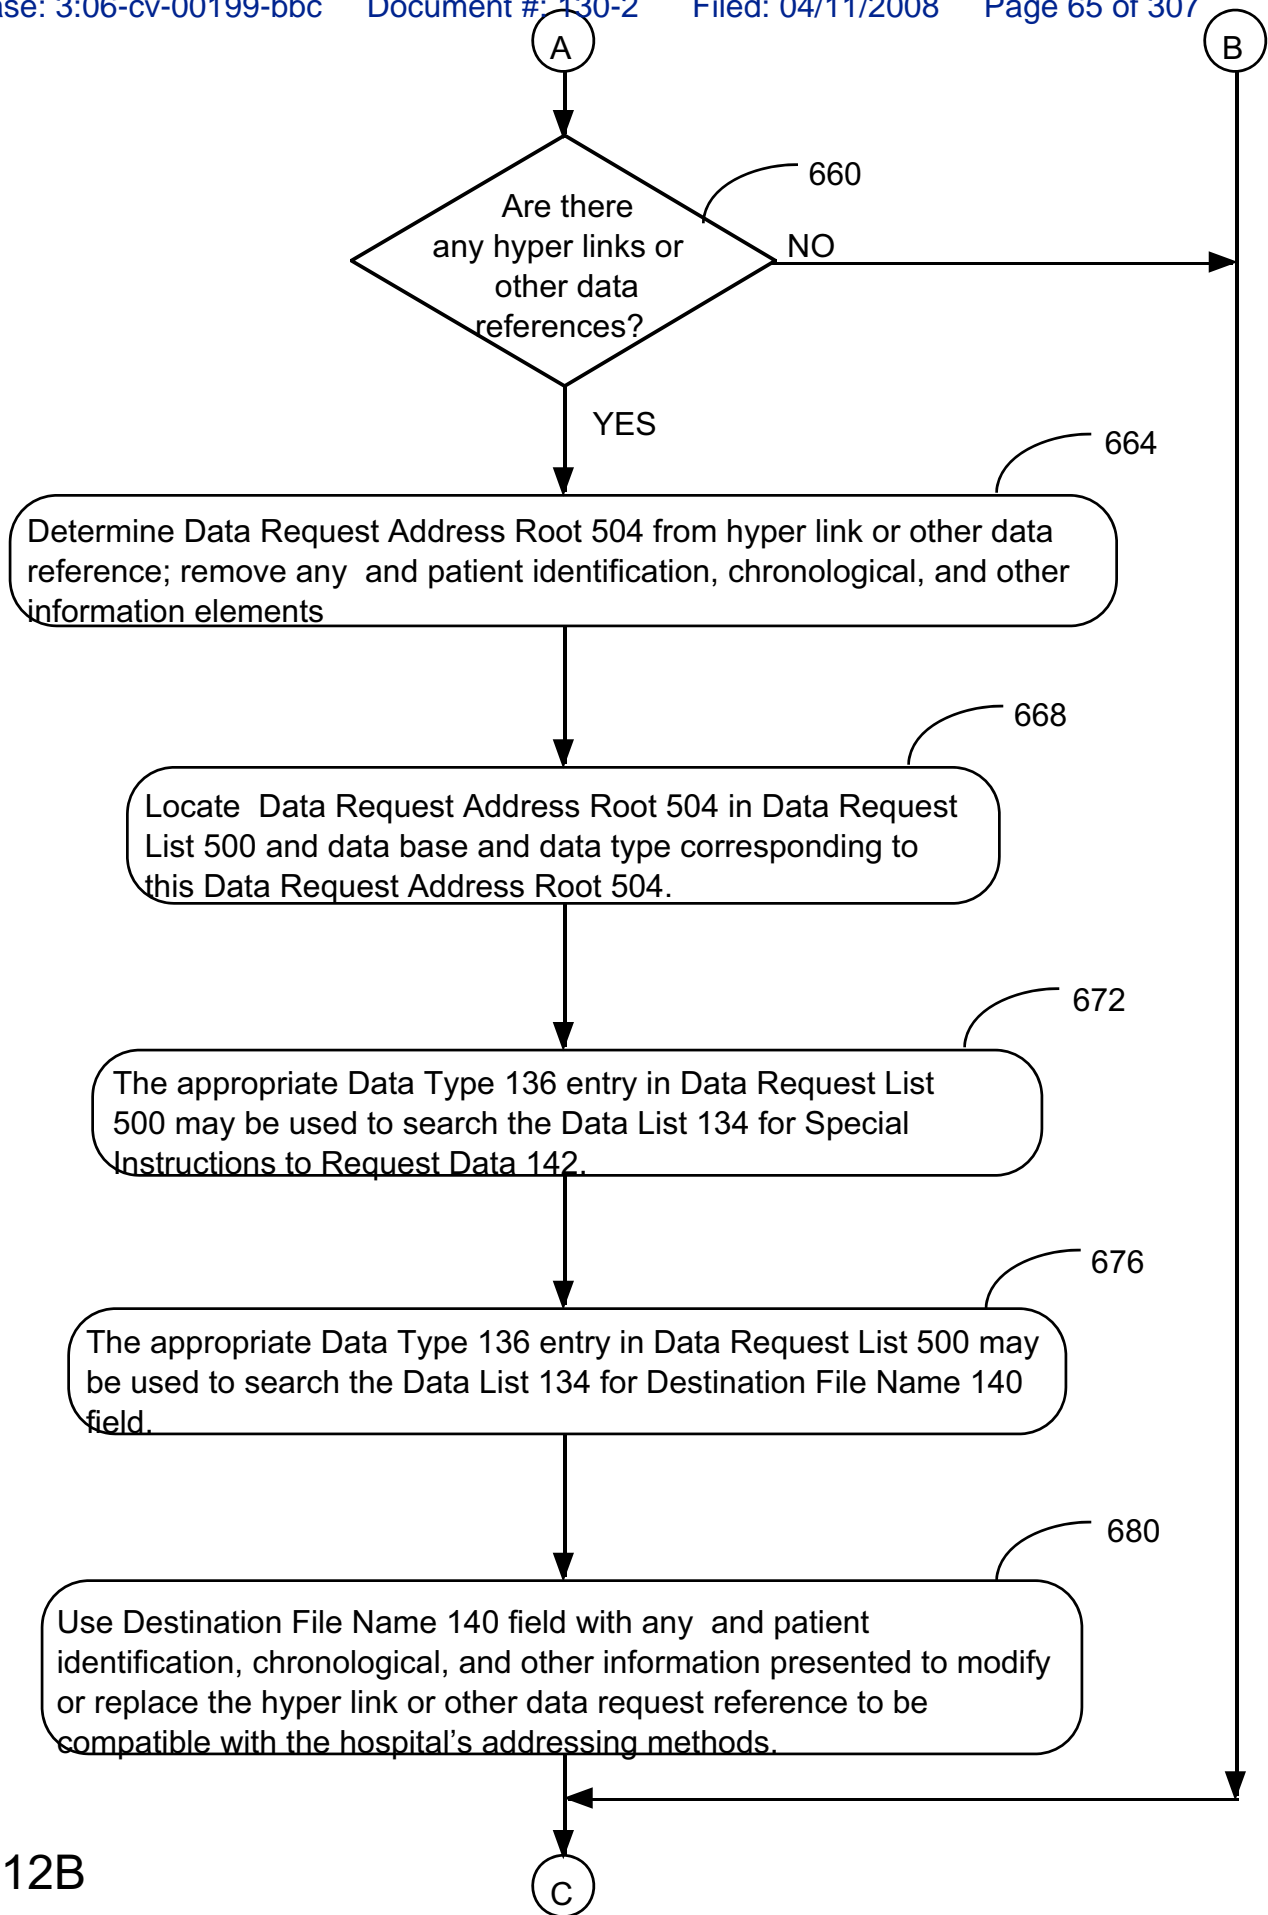 ase: 3:06-cv-00199-bbc Document #: 130-2 Filed: 04/11/2008 Page 65 of 307
A
B
660
Are there
any hyper links or
other data
references?
NO
YES
664
Determine Data Request Address Root 504 from hyper link or other data
reference; remove any and patient identification, chronological, and other
information elements
668
Locate Data Request Address Root 504 in Data Request
List 500 and data base and data type corresponding to
this Data Request Address Root 504.
672
The appropriate Data Type 136 entry in Data Request List
500 may be used to search the Data List 134 for Special
Instructions to Request Data 142.
676
The appropriate Data Type 136 entry in Data Request List 500 may
be used to search the Data List 134 for Destination File Name 140
field.
680
Use Destination File Name 140 field with any and patient
identification, chronological, and other information presented to modify
or replace the hyper link or other data request reference to be
compatible with the hospital's addressing methods.
12B
C